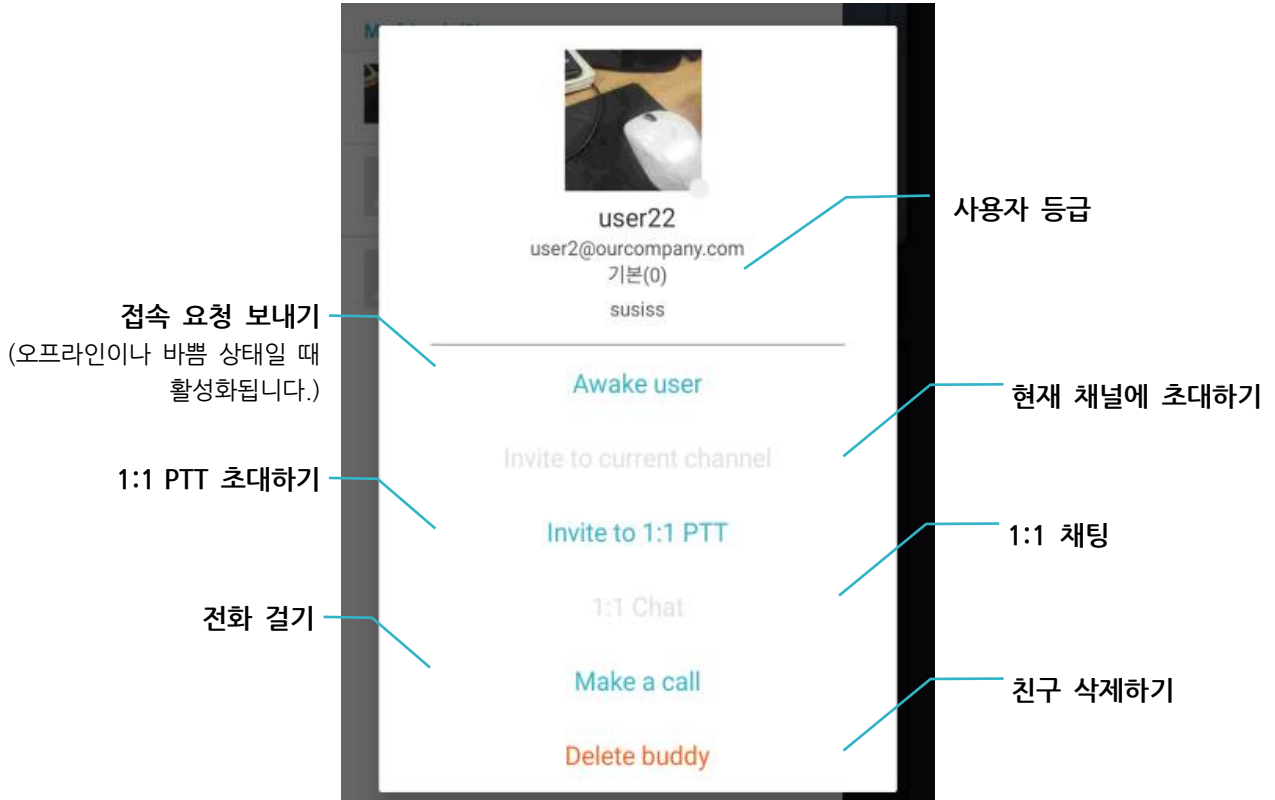 user22
user2@ourcompany.com
기본(0)
susiss
사용자 등급
접속 요청 보내기
(오프라인이나 바쁨 상태일 때
활성화됩니다.)
Awake user
현재 채널에 초대하기
Invite to current channel
1:1 PTT 초대하기
Invite to 1:1 PTT
1:1 채팅
1:1 Chat
전화 걸기
Make a call
친구 삭제하기
Delete buddy